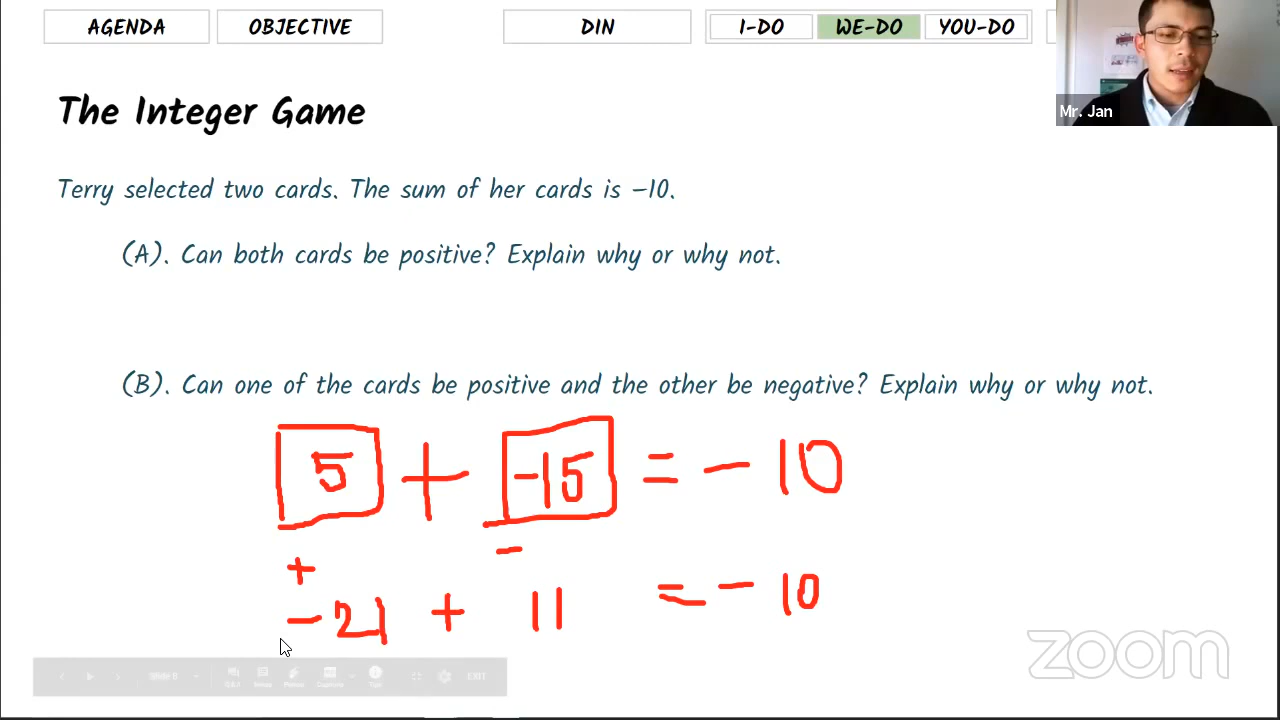 AGENDA OBJECTIVE DIN I-DO WE-DO YOU-DO
Mr. Jan
The Integer Game
Terry selected two cards. The sum of her cards is –10.
(A). Can both cards be positive? Explain why or why not.
(B). Can one of the cards be positive and the other be negative? Explain why or why not.
5 + -15 = - 10
+ -
- 21 + 11 = - 10
zoom
Slide 8 EXIT